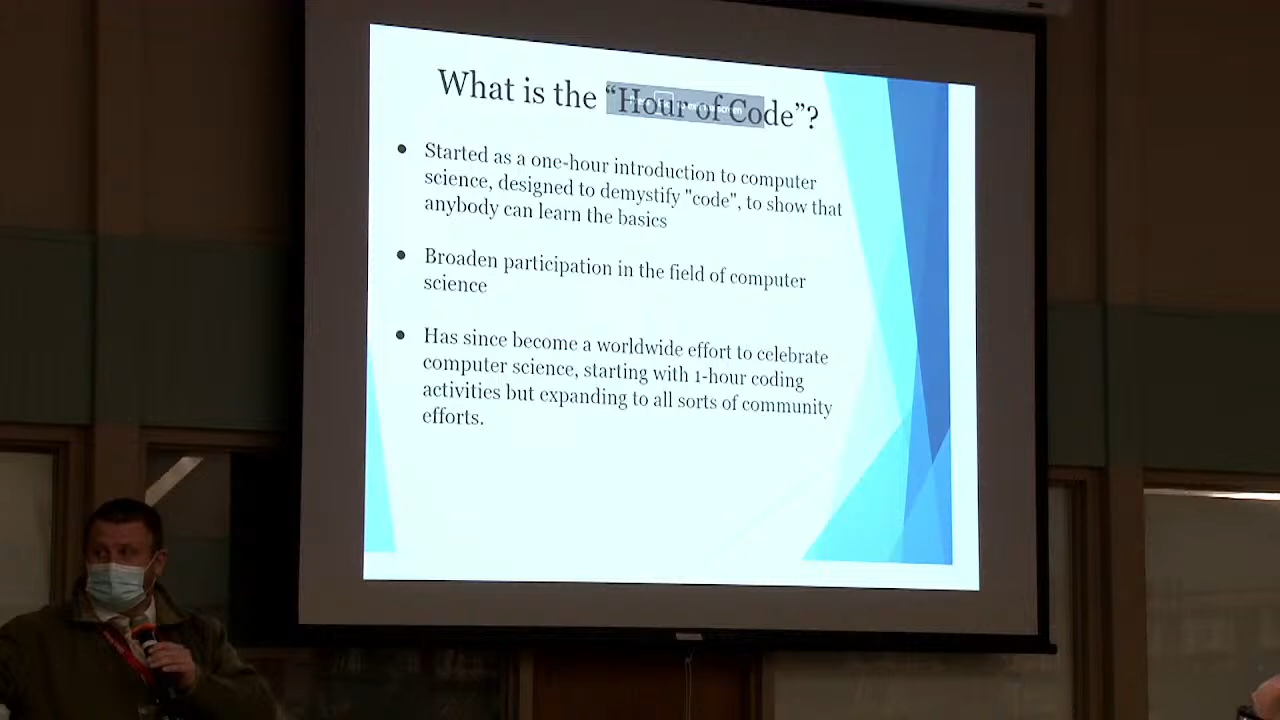 What is the “Hour of Code”?
• Started as a one-hour introduction to computer
science, designed to demystify "code", to show that
anybody can learn the basics
• Broaden participation in the field of computer
science
• Has since become a worldwide effort to celebrate
computer science, starting with 1-hour coding
activities but expanding to all sorts of community
efforts.